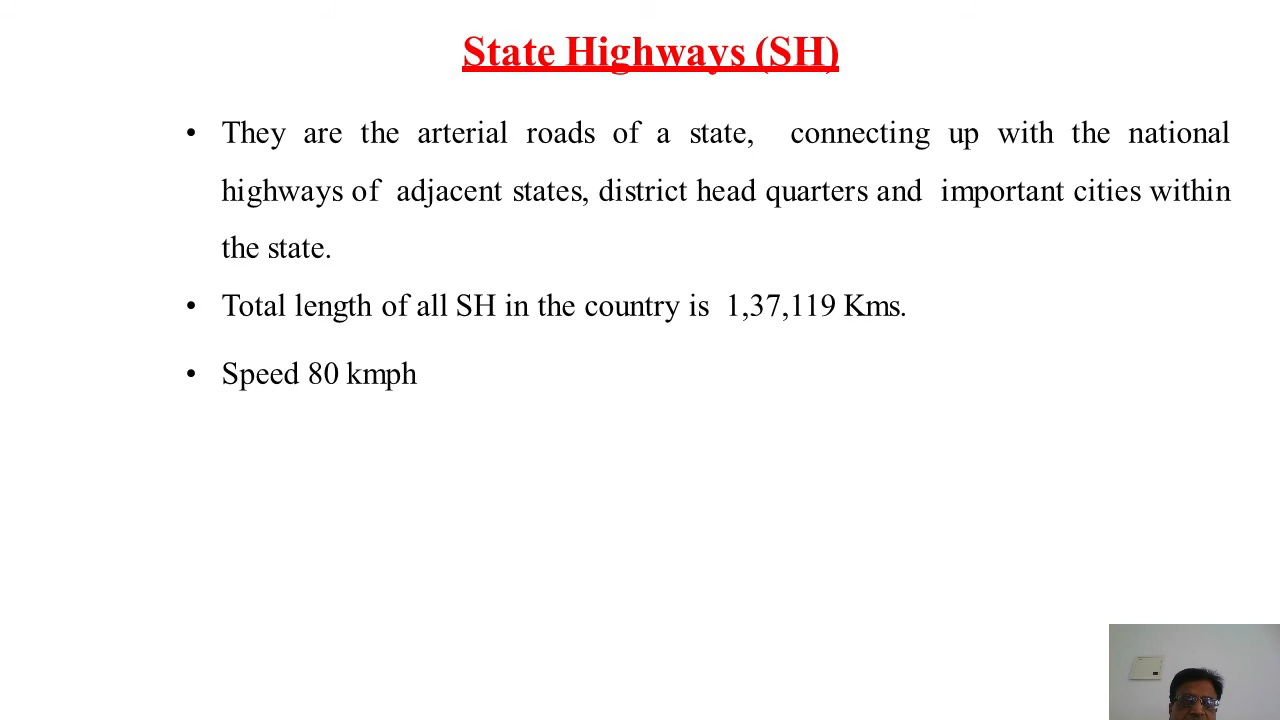 State Highways (SH)
• They are the arterial roads of a state, connecting up with the national
highways of adjacent states, district head quarters and important cities within
the state.
• Total length of all SH in the country is 1,37,119 Kms.
• Speed 80 kmph